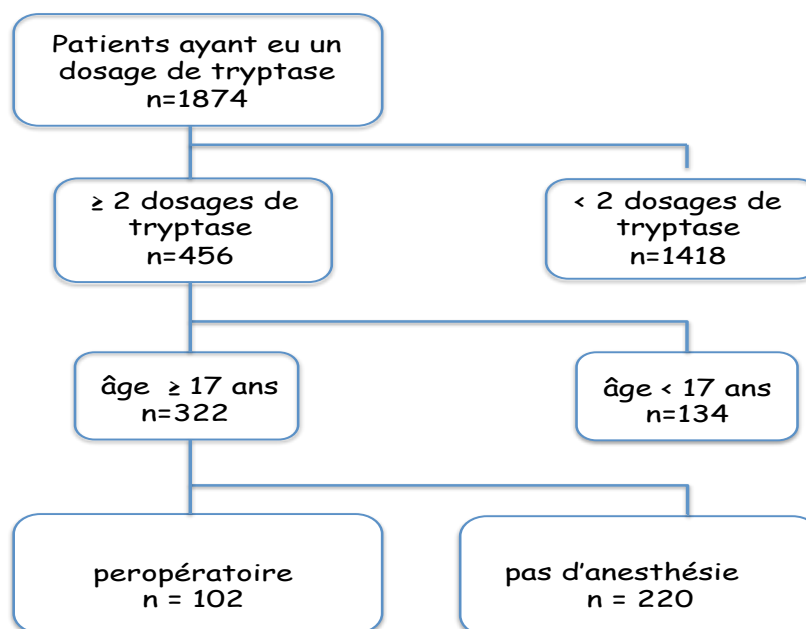 Patients ayant eu un
dosage de tryptase
n=1874
≥ 2 dosages de
tryptase
n=456
< 2 dosages de
tryptase
n=1418
âge ≥ 17 ans
n=322
âge < 17 ans
n=134
peropératoire
n = 102
pas d'anesthésie
n = 220